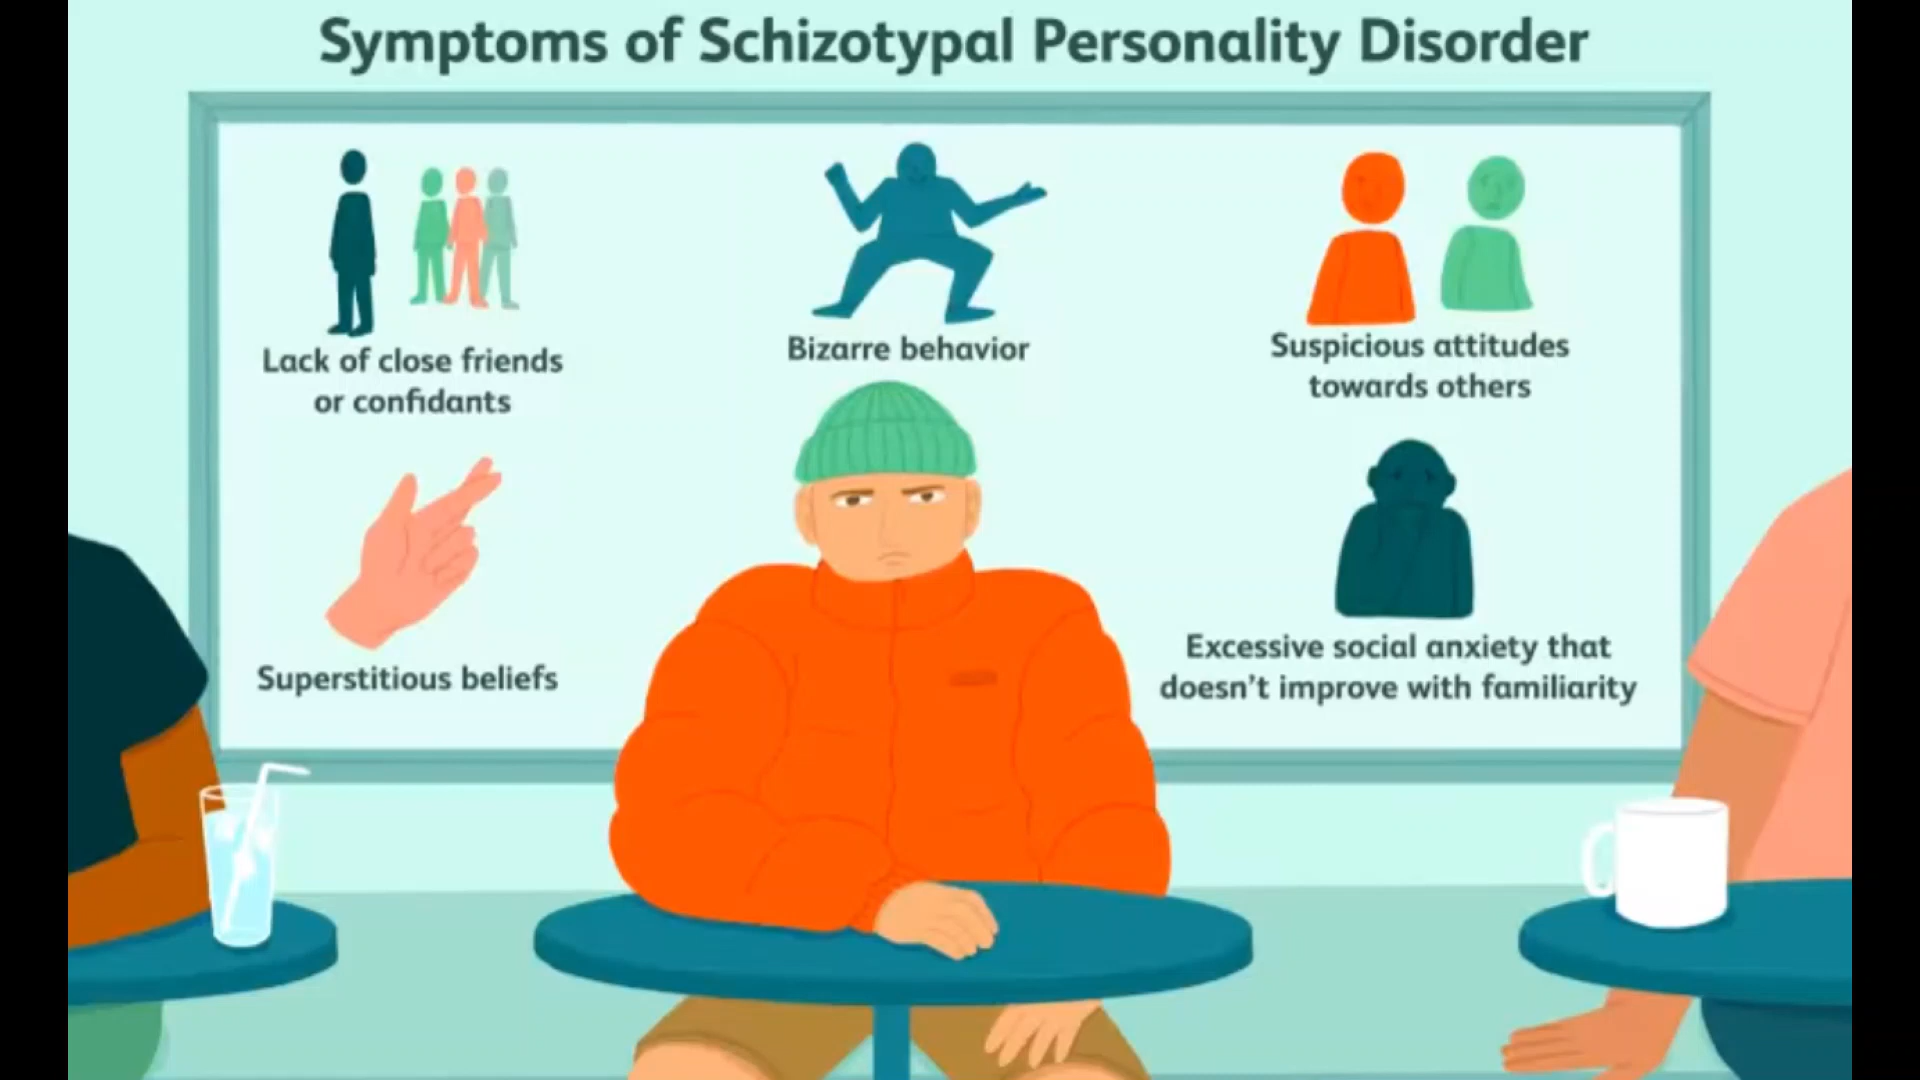 Symptoms of Schizotypal Personality Disorder
Lack of close friends
or confidants
Bizarre behavior
Suspicious attitudes
towards others
Superstitious beliefs
Excessive social anxiety that
doesn't improve with familiarity